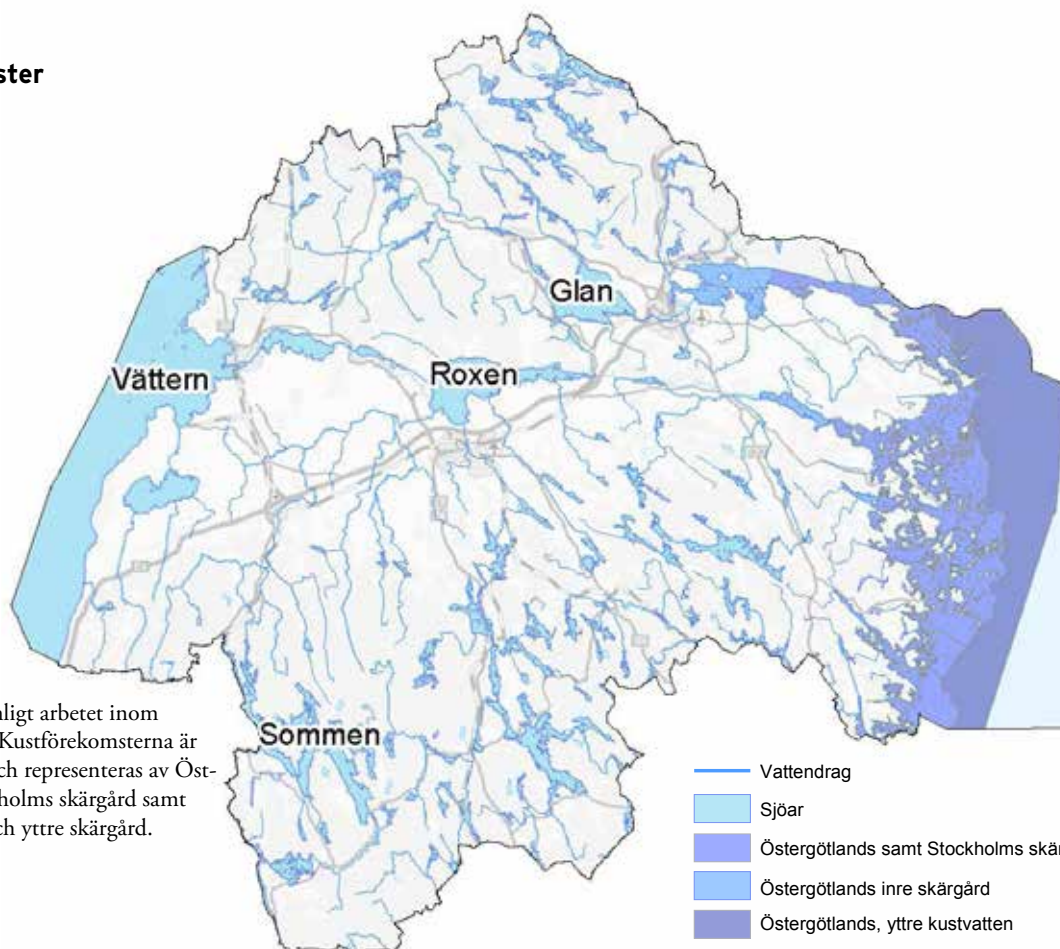 ster
Glan
Vättern
Roxen
Sommen
nligt arbetet inom
Kustförekomsterna är
ch representeras av Öst-
holms skärgård samt
ch yttre skärgård.
Vattendrag
Sjöar
Östergötlands samt Stockholms skär
Östergötlands inre skärgård
Östergötlands, yttre kustvatten